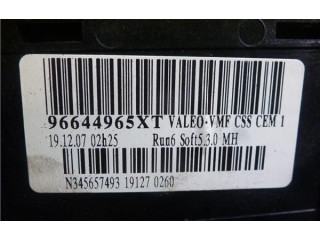 96644965XT VALEO-VMF CSS CEM 1
19.12.07 02h25 Run6 Soft5.3.0 MH
N345657493 19127 0260